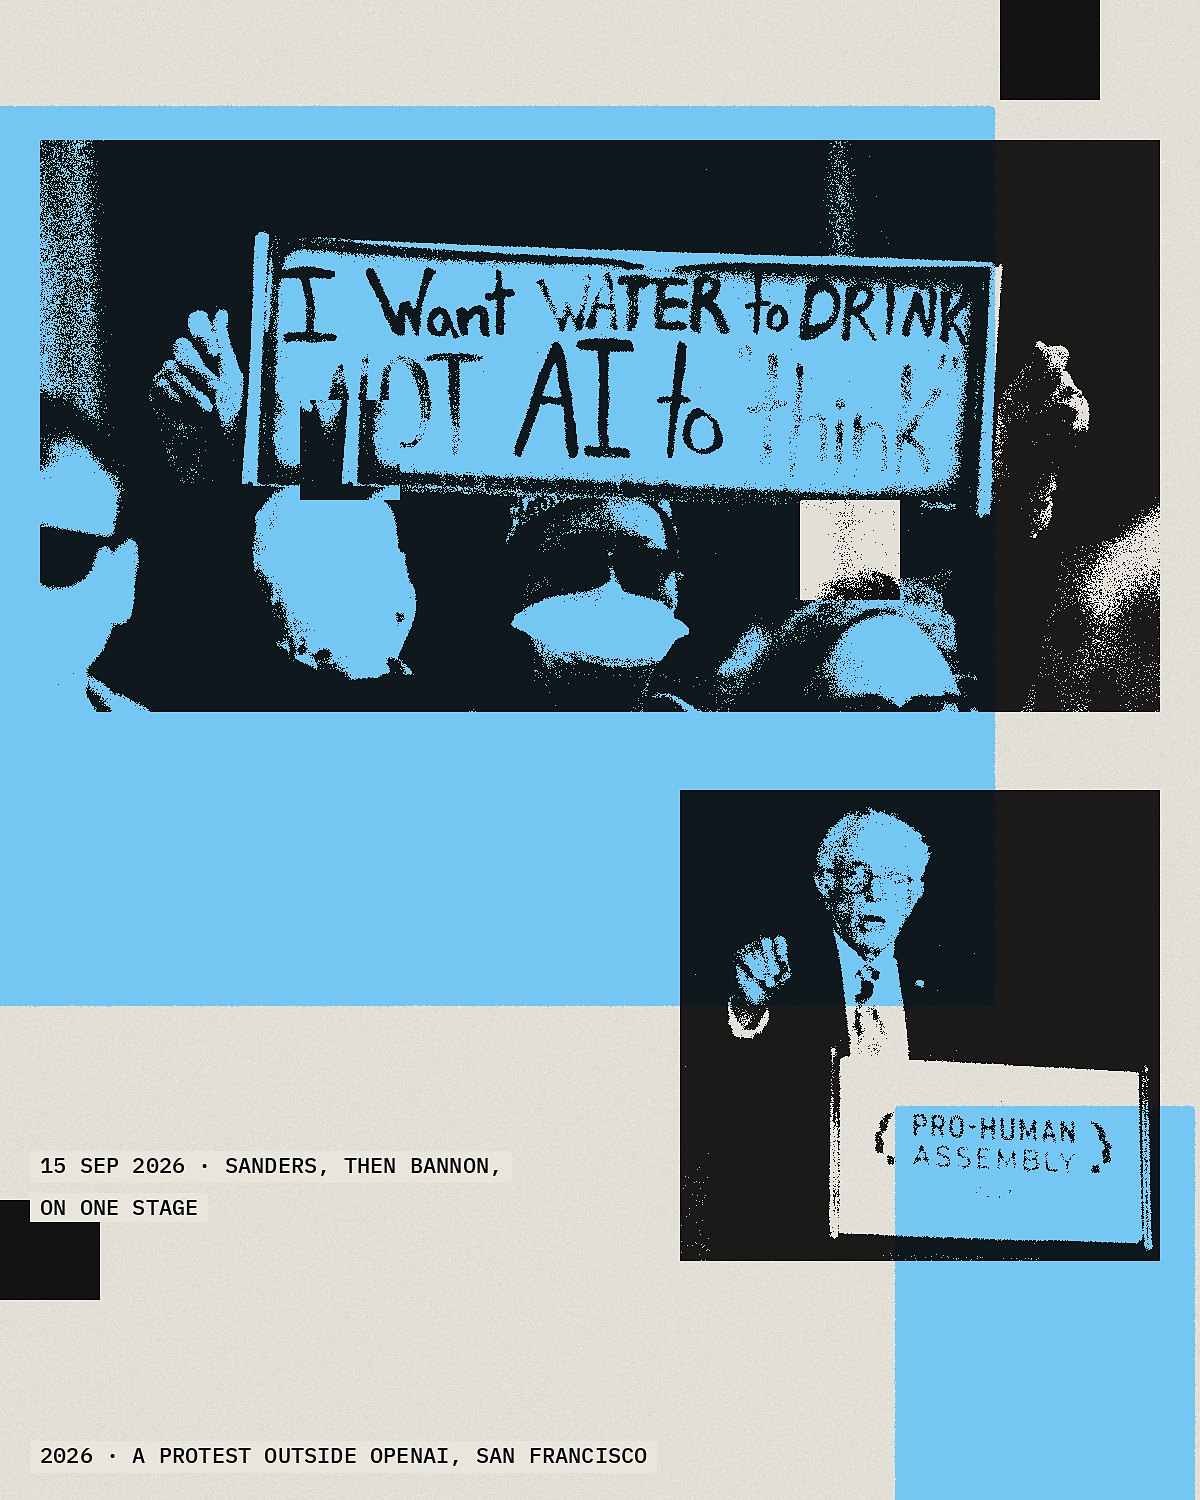 I Want WATER to DRINK
NOT AI to "think"
( PRO-HUMAN
ASSEMBLY )
15 SEP 2026 · SANDERS, THEN BANNON,
ON ONE STAGE
2026 · A PROTEST OUTSIDE OPENAI, SAN FRANCISCO